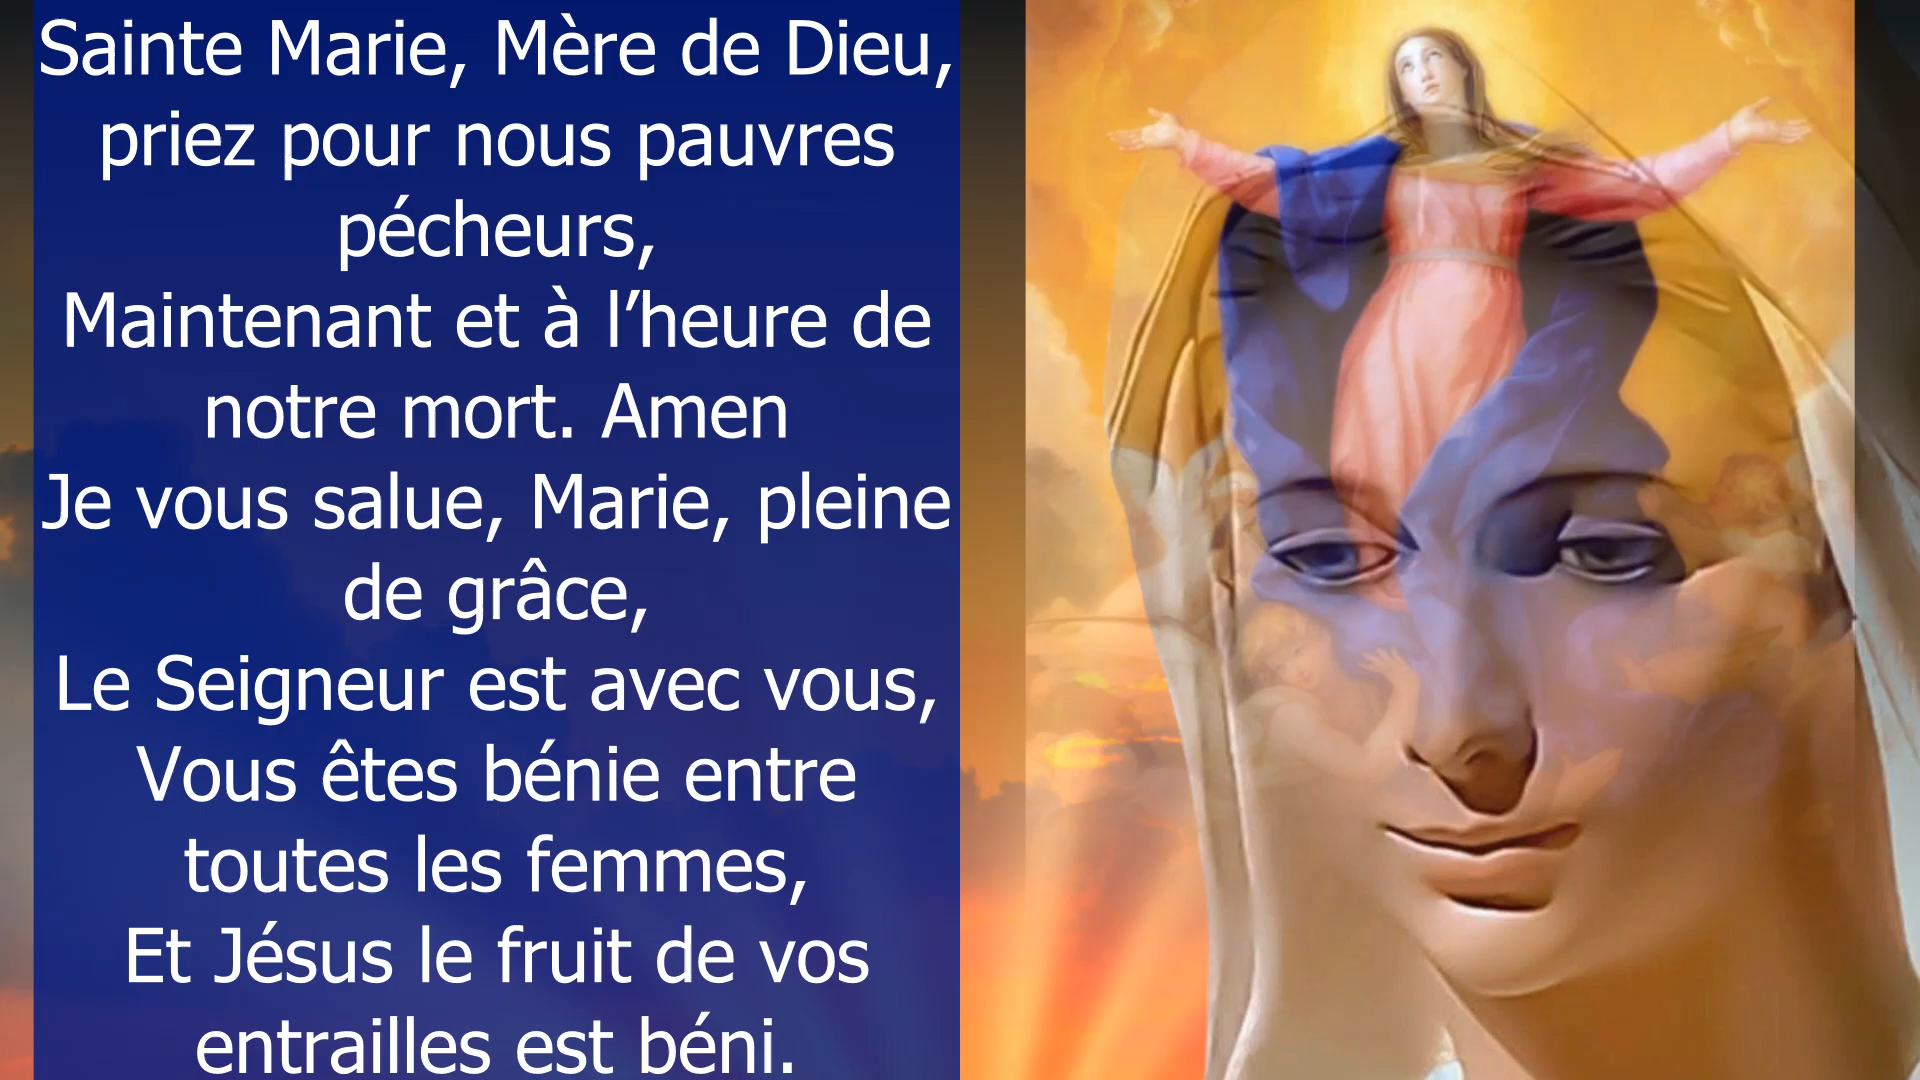 Sainte Marie, Mère de Dieu,
priez pour nous pauvres
pécheurs,
Maintenant et à l’heure de
notre mort. Amen
Je vous salue, Marie, pleine
de grâce,
Le Seigneur est avec vous,
Vous êtes bénie entre
toutes les femmes,
Et Jésus le fruit de vos
entrailles est béni.